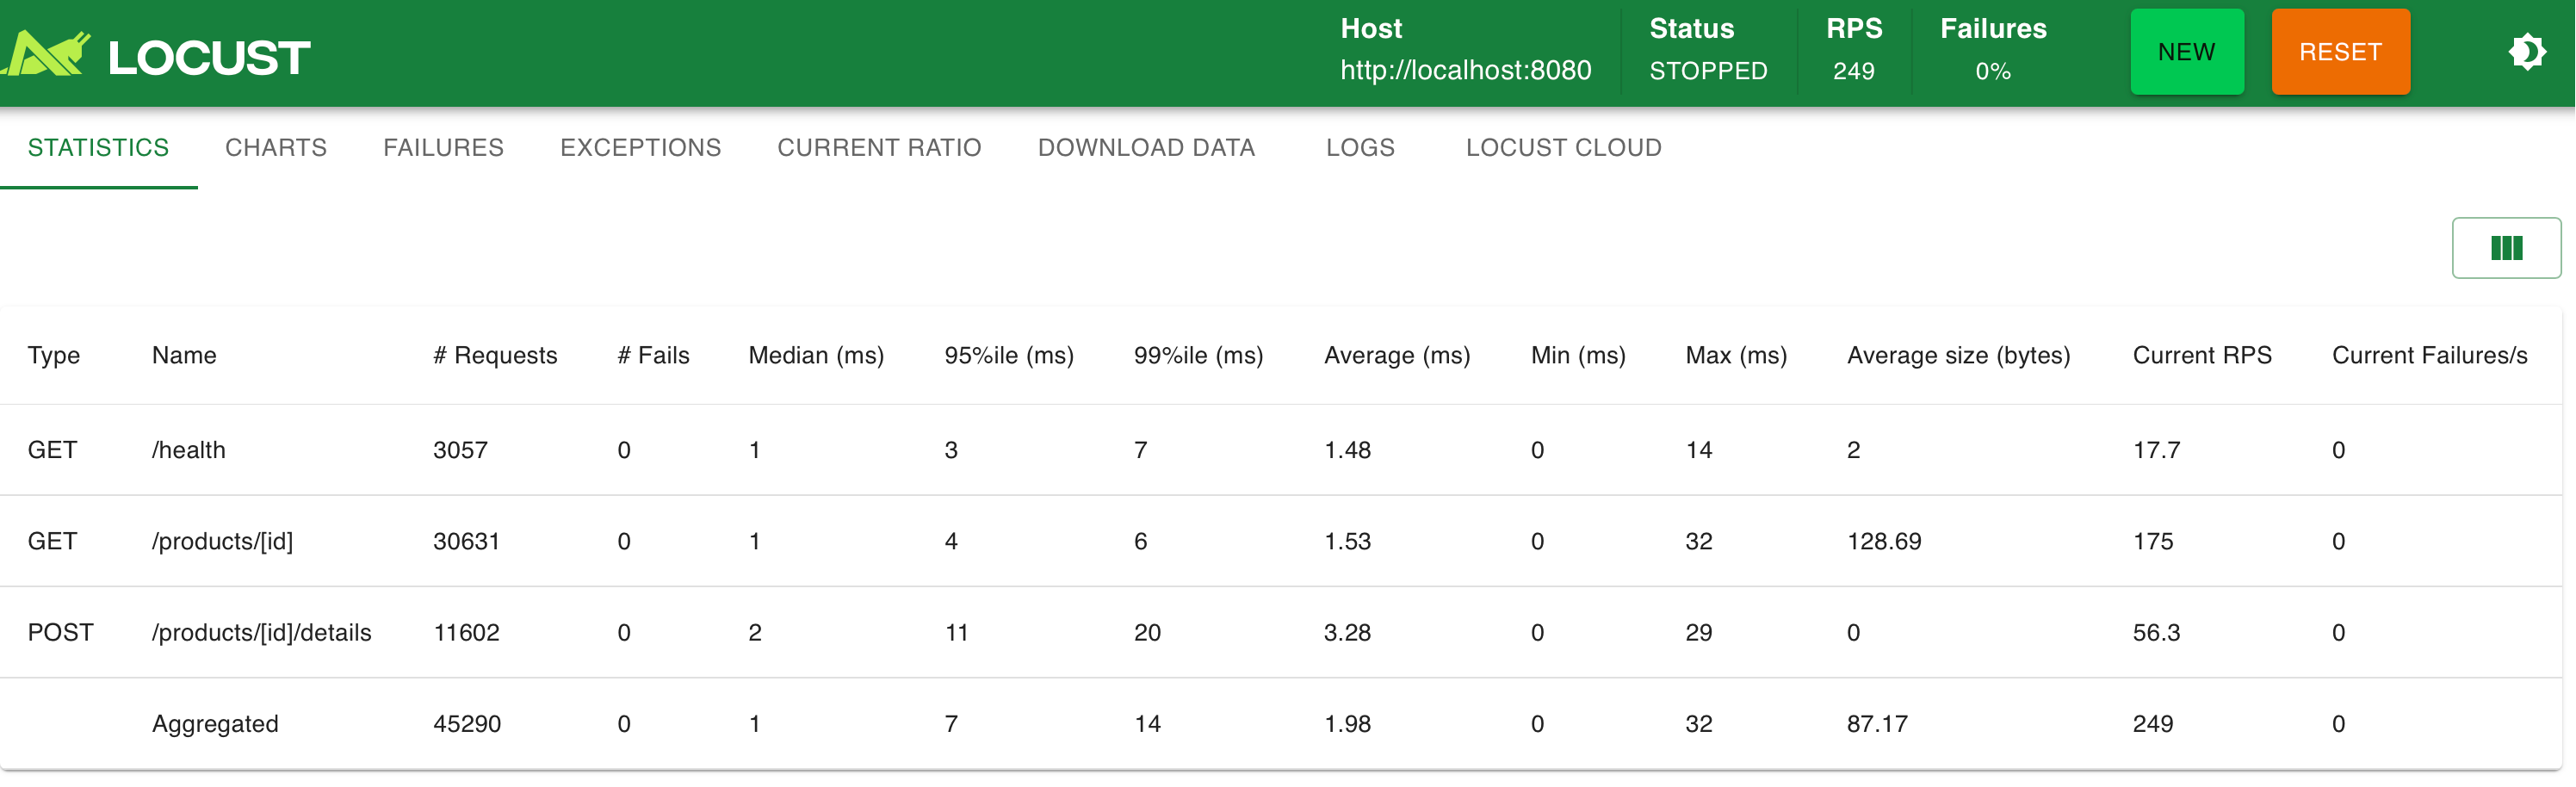 LOCUST
Host
http://localhost:8080
Status
STOPPED
RPS
249
Failures
0%
NEW
RESET
STATISTICS CHARTS FAILURES EXCEPTIONS CURRENT RATIO DOWNLOAD DATA LOGS LOCUST CLOUD
Type Name # Requests # Fails Median (ms) 95%ile (ms) 99%ile (ms) Average (ms) Min (ms) Max (ms) Average size (bytes) Current RPS Current Failures/s
GET /health 3057 0 1 3 7 1.48 0 14 2 17.7 0
GET /products/[id] 30631 0 1 4 6 1.53 0 32 128.69 175 0
POST /products/[id]/details 11602 0 2 11 20 3.28 0 29 0 56.3 0
Aggregated 45290 0 1 7 14 1.98 0 32 87.17 249 0